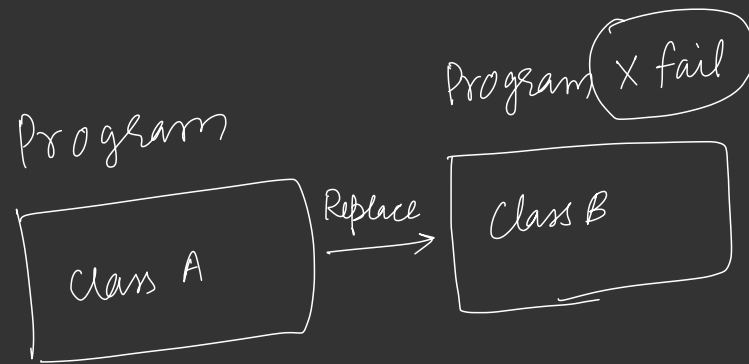 Program X fail
Program
Replace
Class B
Class A